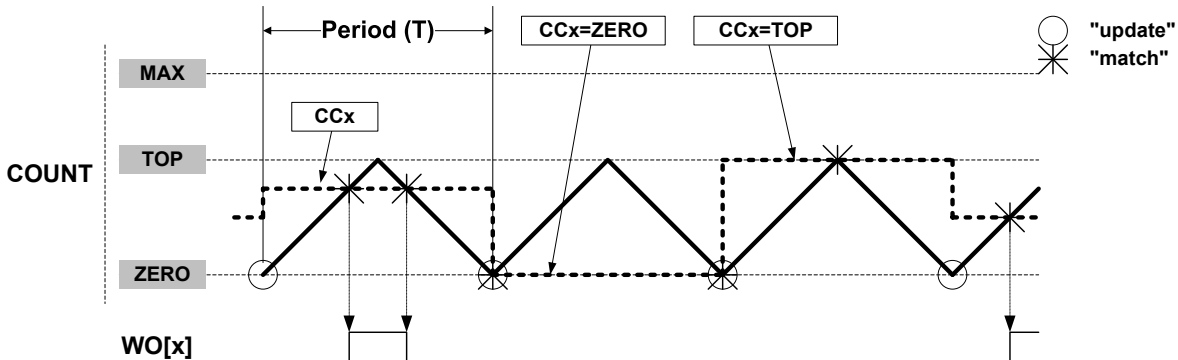 Period (T)
CCx=ZERO
CCx=TOP
"update"
"match"
MAX
CCx
TOP
COUNT
ZERO
WO[x]